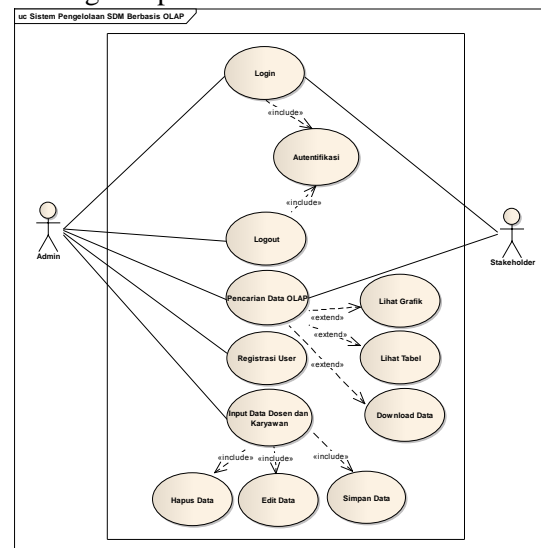 uc Sistem Pengelolaan SDM Berbasis OLAP
Login
«include»
Autentifikasi
«include»
Admin
Logout
Stakeholder
Pencarian Data OLAP
Lihat Grafik
«extend»
«extend»
Lihat Tabel
Registrasi User
«extend»
Download Data
Input Data Dosen dan
Karyawan
«include»
«include»
«include»
Hapus Data
Edit Data
Simpan Data